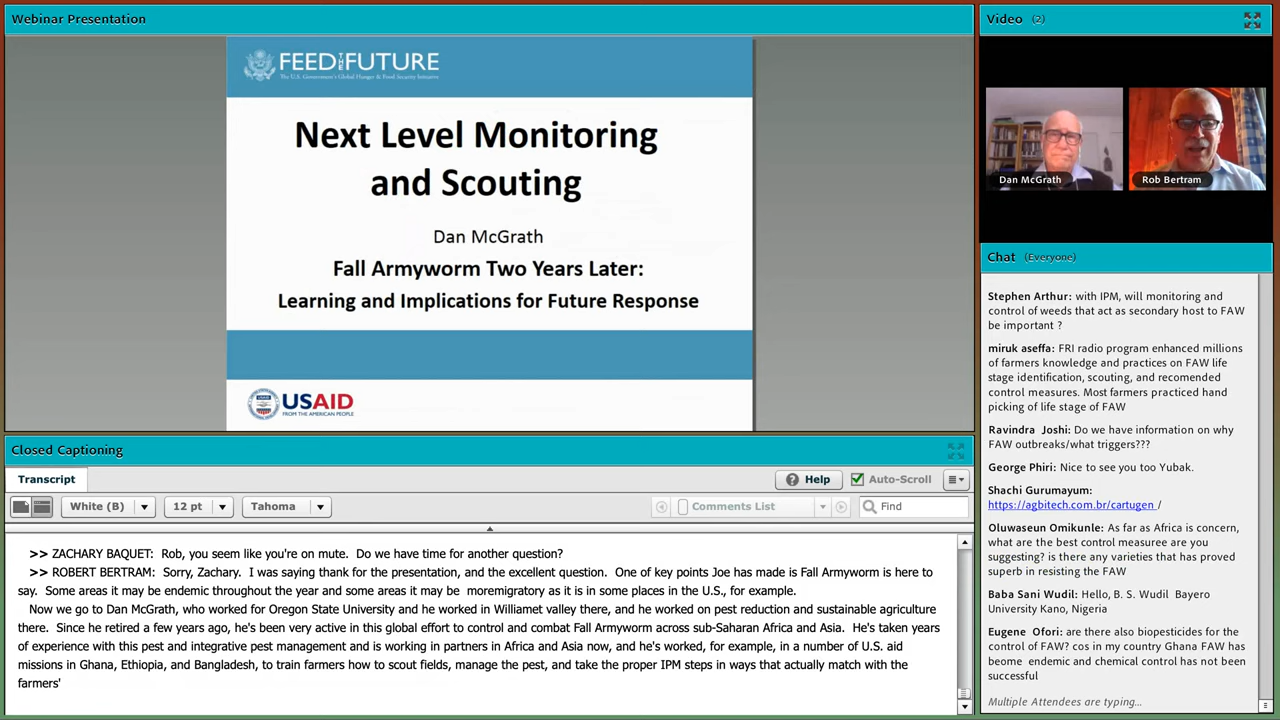 Webinar Presentation
FEED THE FUTURE
The U.S. Government's Global Hunger & Food Security Initiative
Next Level Monitoring
and Scouting
Dan McGrath
Fall Armyworm Two Years Later:
Learning and Implications for Future Response
USAID
FROM THE AMERICAN PEOPLE
Closed Captioning
Transcript
Help
Auto-Scroll
White (B)
12 pt
Tahoma
Comments List
Find
>> ZACHARY BAQUET: Rob, you seem like you're on mute. Do we have time for another question?
>> ROBERT BERTRAM: Sorry, Zachary. I was saying thank for the presentation, and the excellent question. One of key points Joe has made is Fall Armyworm is here to
say. Some areas it may be endemic throughout the year and some areas it may be moremigratory as it is in some places in the U.S., for example.
Now we go to Dan McGrath, who worked for Oregon State University and he worked in Williamet valley there, and he worked on pest reduction and sustainable agriculture
there. Since he retired a few years ago, he's been very active in this global effort to control and combat Fall Armyworm across sub-Saharan Africa and Asia. He's taken years
of experience with this pest and integrative pest management and is working in partners in Africa and Asia now, and he's worked, for example, in a number of U.S. aid
missions in Ghana, Ethiopia, and Bangladesh, to train farmers how to scout fields, manage the pest, and take the proper IPM steps in ways that actually match with the
farmers'
Video (2)
Dan McGrath
Rob Bertram
Chat (Everyone)
Stephen Arthur: with IPM, will monitoring and
control of weeds that act as secondary host to FAW
be important ?
miruk aseffa: FRI radio program enhanced millions
of farmers knowledge and practices on FAW life
stage identification, scouting, and recomended
control measures. Most farmers practiced hand
picking of life stage of FAW
Ravindra Joshi: Do we have information on why
FAW outbreaks/what triggers???
George Phiri: Nice to see you too Yubak.
Shachi Gurumayum:
https://agbitech.com.br/cartugen /
Oluwaseun Omikunle: As far as Africa is concern,
what are the best control measuree are you
suggesting? is there any varieties that has proved
superb in resisting the FAW
Baba Sani Wudil: Hello, B. S. Wudil Bayero
University Kano, Nigeria
Eugene Ofori: are there also biopesticides for the
control of FAW? cos in my country Ghana FAW has
beome endemic and chemical control has not been
successful
Multiple Attendees are typing...